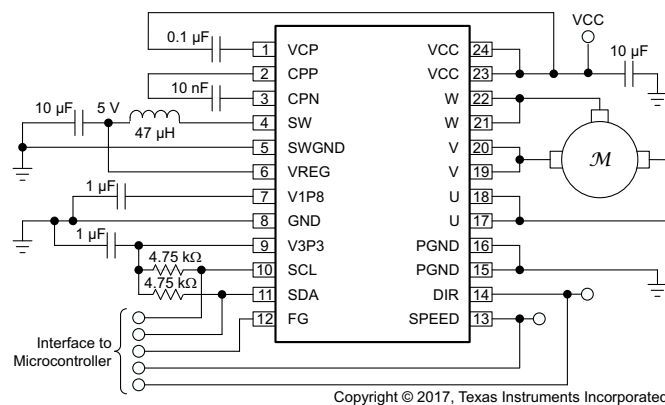 VCC
0.1 µF
10 µF
1 VCP VCC 24
2 CPP VCC 23
10 nF
3 CPN W 22
10 µF 5 V
47 µH
4 SW W 21
5 SWGND V 20
6 VREG V 19
M
1 µF
7 V1P8 U 18
8 GND U 17
1 µF
9 V3P3 PGND 16
4.75 kΩ
10 SCL PGND 15
4.75 kΩ
11 SDA DIR 14
12 FG SPEED 13
Interface to
Microcontroller
Copyright © 2017, Texas Instruments Incorporated